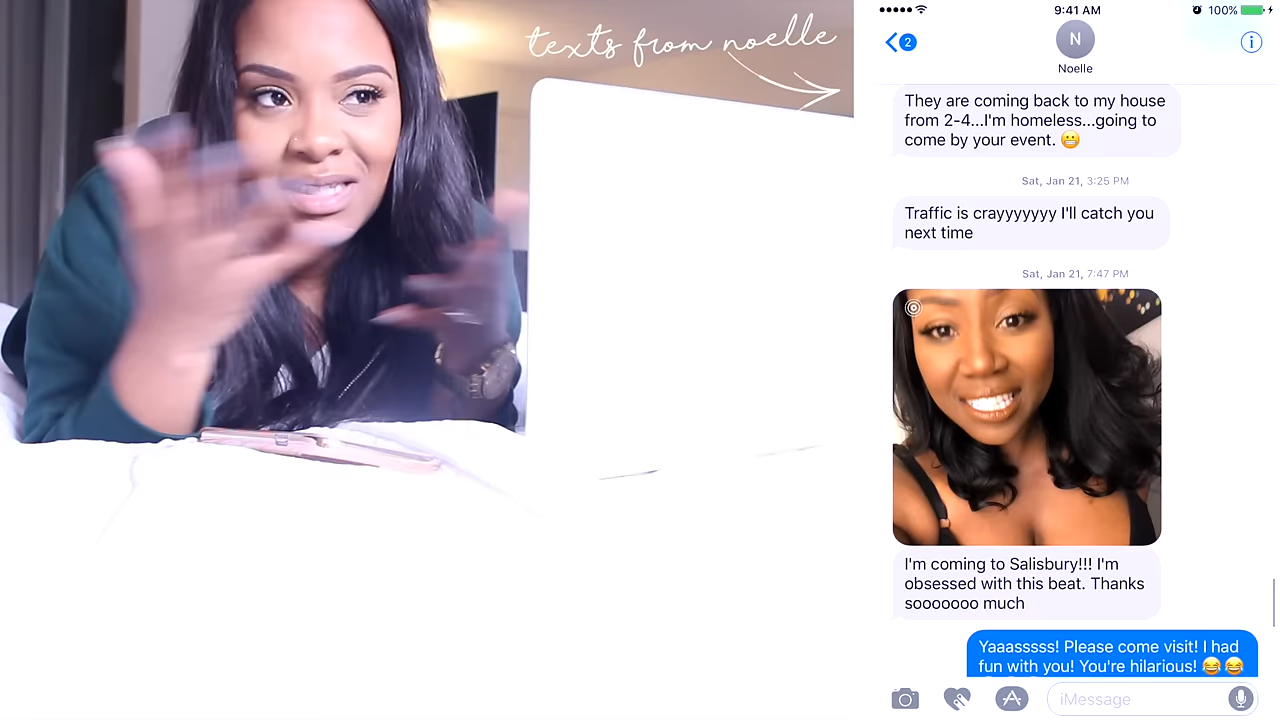 texts from noelle
9:41 AM
100%
2
N
Noelle
They are coming back to my house
from 2-4...I'm homeless...going to
come by your event. 😬
Sat, Jan 21, 3:25 PM
Traffic is crayyyyyyy I'll catch you
next time
Sat, Jan 21, 7:47 PM
I'm coming to Salisbury!!! I'm
obsessed with this beat. Thanks
sooooooo much
Yaaasssss! Please come visit! I had
fun with you! You're hilarious! 😂😂
iMessage